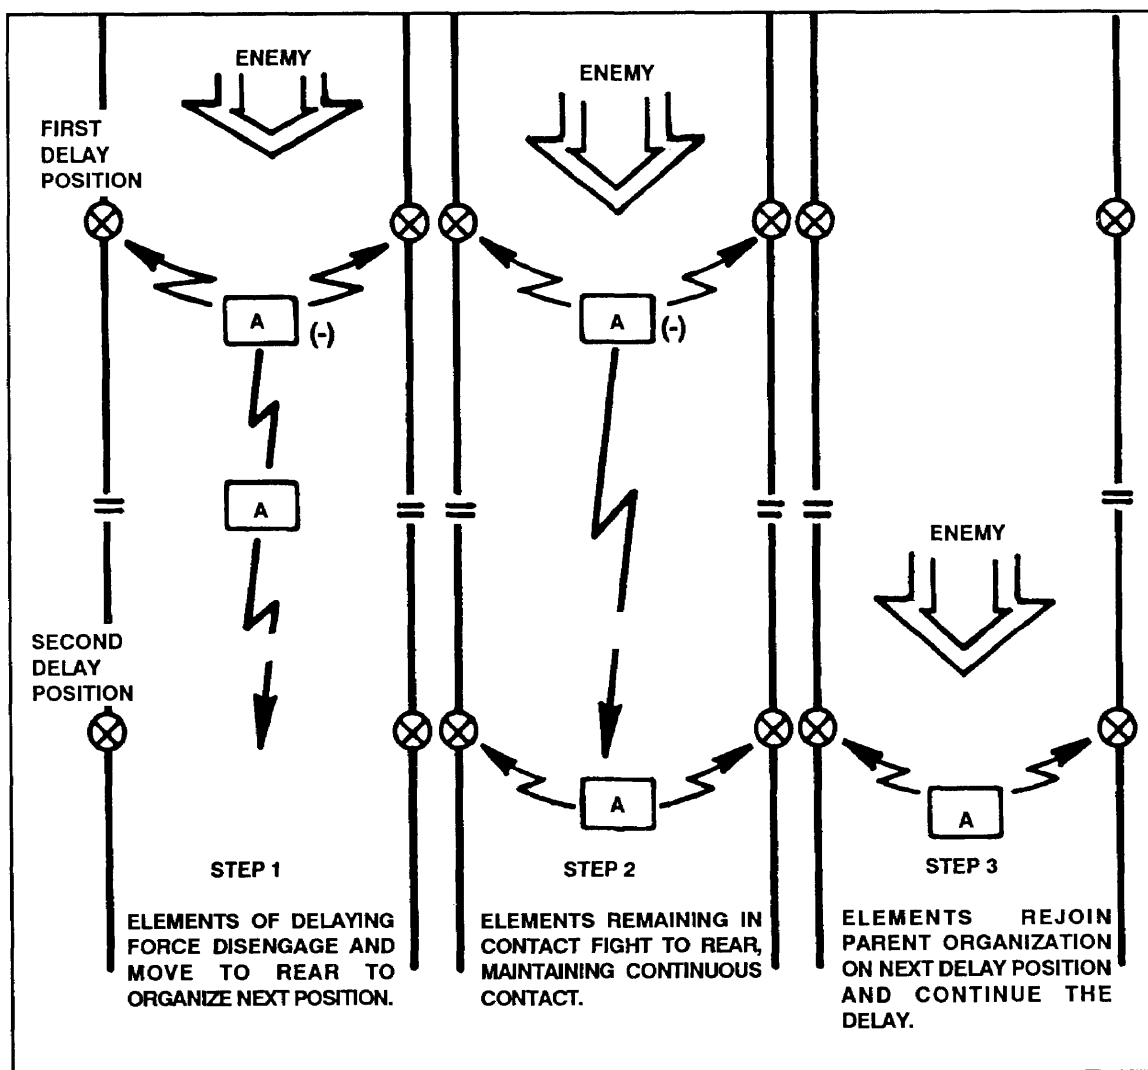 ENEMY
FIRST
DELAY
POSITION
A
(-)
A
SECOND
DELAY
POSITION
STEP 1
ELEMENTS OF DELAYING
FORCE DISENGAGE AND
MOVE TO REAR TO
ORGANIZE NEXT POSITION.
ENEMY
A
(-)
A
STEP 2
ELEMENTS REMAINING IN
CONTACT FIGHT TO REAR,
MAINTAINING CONTINUOUS
CONTACT.
ENEMY
A
STEP 3
ELEMENTS REJOIN
PARENT ORGANIZATION
ON NEXT DELAY POSITION
AND CONTINUE THE
DELAY.